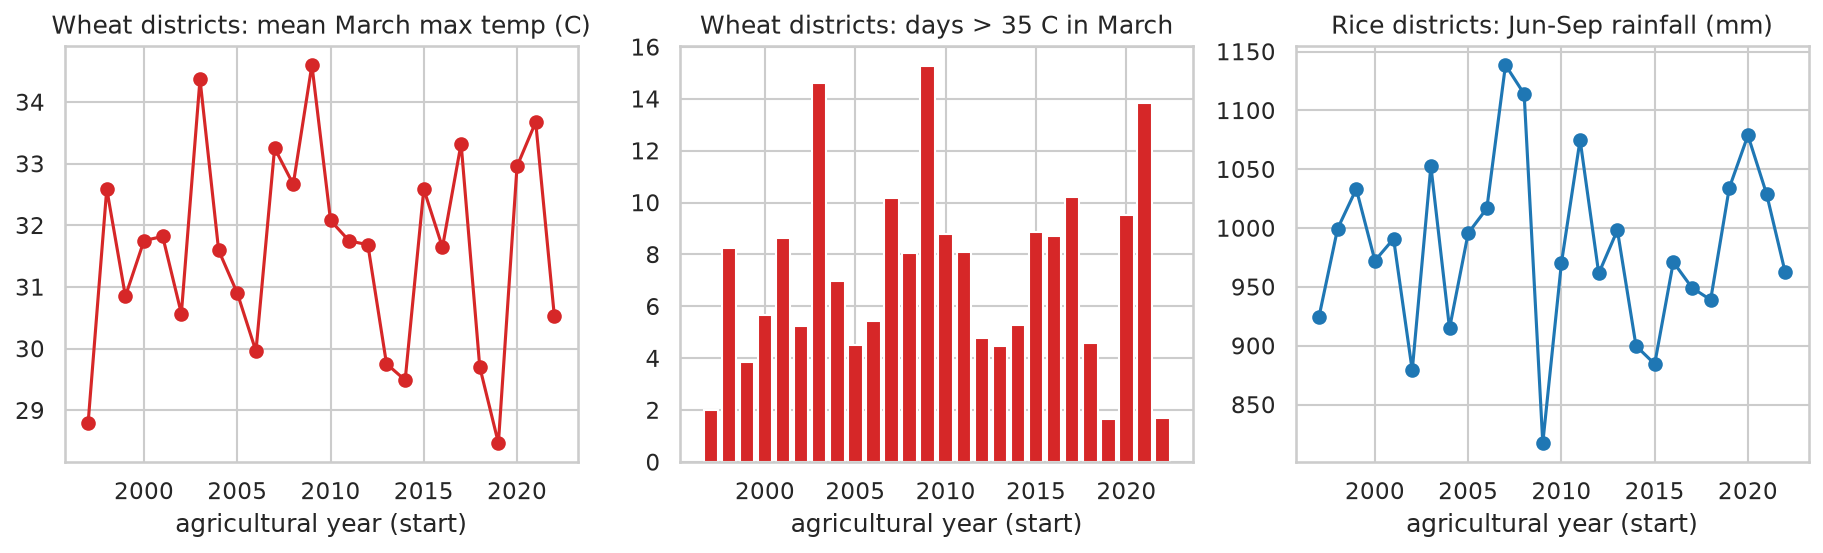 Wheat districts: mean March max temp (C)
34
33
32
31
30
29
2000 2005 2010 2015 2020
agricultural year (start)
Wheat districts: days > 35 C in March
16
14
12
10
8
6
4
2
0
2000 2005 2010 2015 2020
agricultural year (start)
Rice districts: Jun-Sep rainfall (mm)
1150
1100
1050
1000
950
900
850
2000 2005 2010 2015 2020
agricultural year (start)